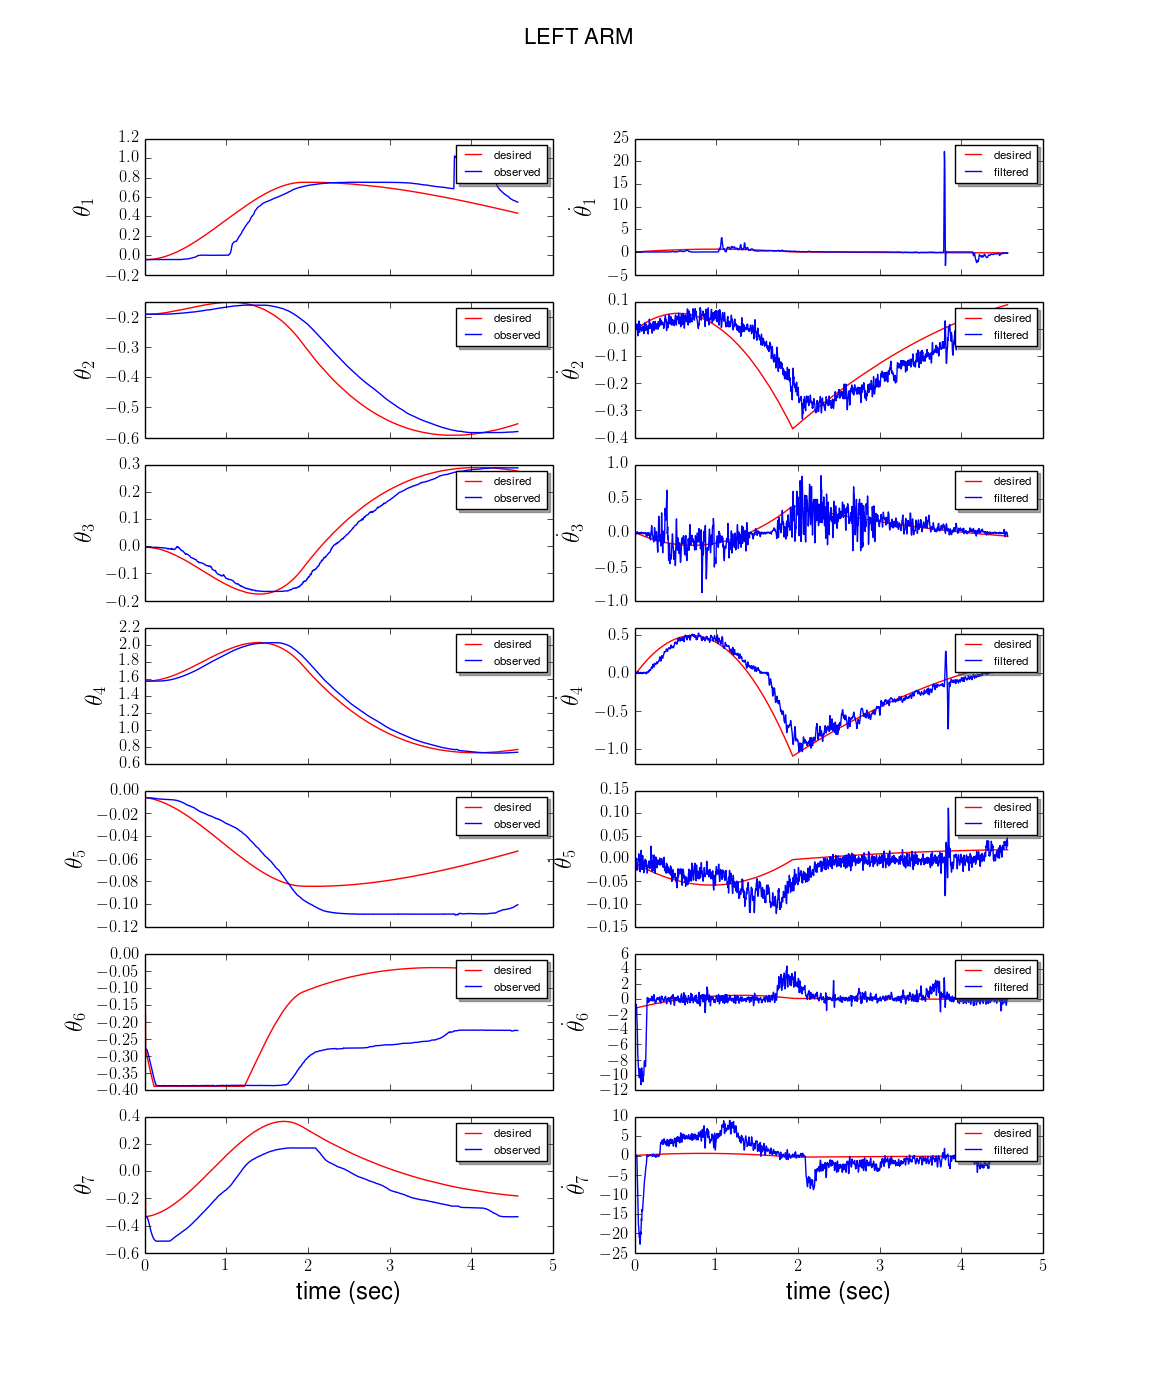 LEFT ARM
1.2
1.0
0.8
0.6
0.4
0.2
0.0
−0.2
θ1
desired
observed
25
20
15
10
5
0
−5
θ̇1
desired
filtered
−0.2
−0.3
−0.4
−0.5
−0.6
θ2
desired
observed
0.1
0.0
−0.1
−0.2
−0.3
−0.4
θ̇2
desired
filtered
0.3
0.2
0.1
0.0
−0.1
−0.2
θ3
desired
observed
1.0
0.5
0.0
−0.5
−1.0
θ̇3
desired
filtered
2.2
2.0
1.8
1.6
1.4
1.2
1.0
0.8
0.6
θ4
desired
observed
0.5
0.0
−0.5
−1.0
θ̇4
desired
filtered
0.00
−0.02
−0.04
−0.06
−0.08
−0.10
−0.12
θ5
desired
observed
0.15
0.10
0.05
0.00
−0.05
−0.10
−0.15
θ̇5
desired
filtered
0.00
−0.05
−0.10
−0.15
−0.20
−0.25
−0.30
−0.35
−0.40
θ6
desired
observed
6
4
2
0
−2
−4
−6
−8
−10
−12
θ̇6
desired
filtered
0.4
0.2
0.0
−0.2
−0.4
−0.6
θ7
desired
observed
0 1 2 3 4 5
time (sec)
10
5
0
−5
−10
−15
−20
−25
θ̇7
desired
filtered
0 1 2 3 4 5
time (sec)